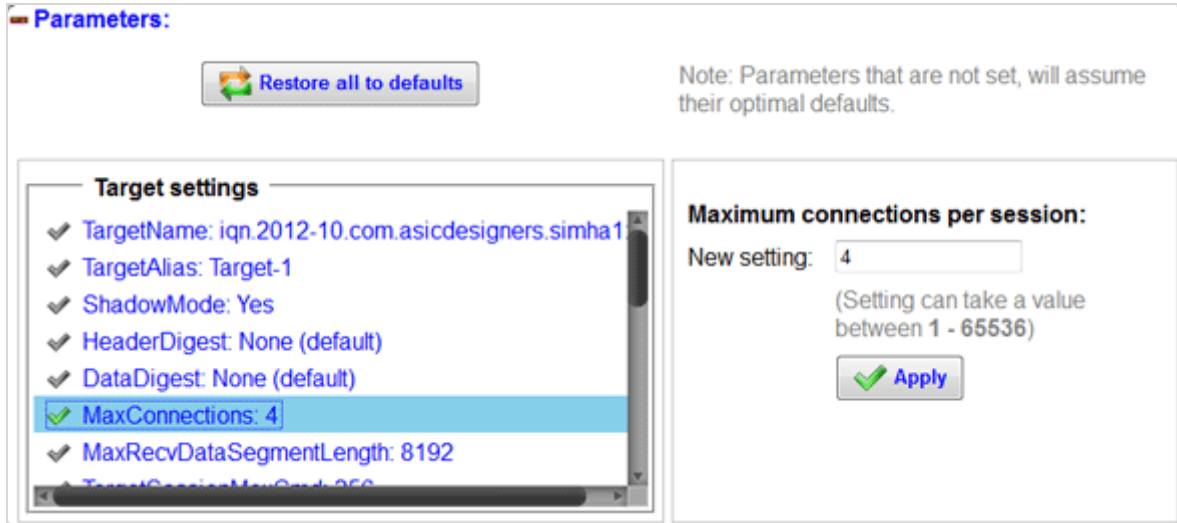 Parameters:
Restore all to defaults
Note: Parameters that are not set, will assume
their optimal defaults.
Target settings
TargetName: iqn.2012-10.com.asicdesigners.simha1
TargetAlias: Target-1
ShadowMode: Yes
HeaderDigest: None (default)
DataDigest: None (default)
MaxConnections: 4
MaxRecvDataSegmentLength: 8192
Maximum connections per session:
New setting: 4
(Setting can take a value
between 1 - 65536)
Apply